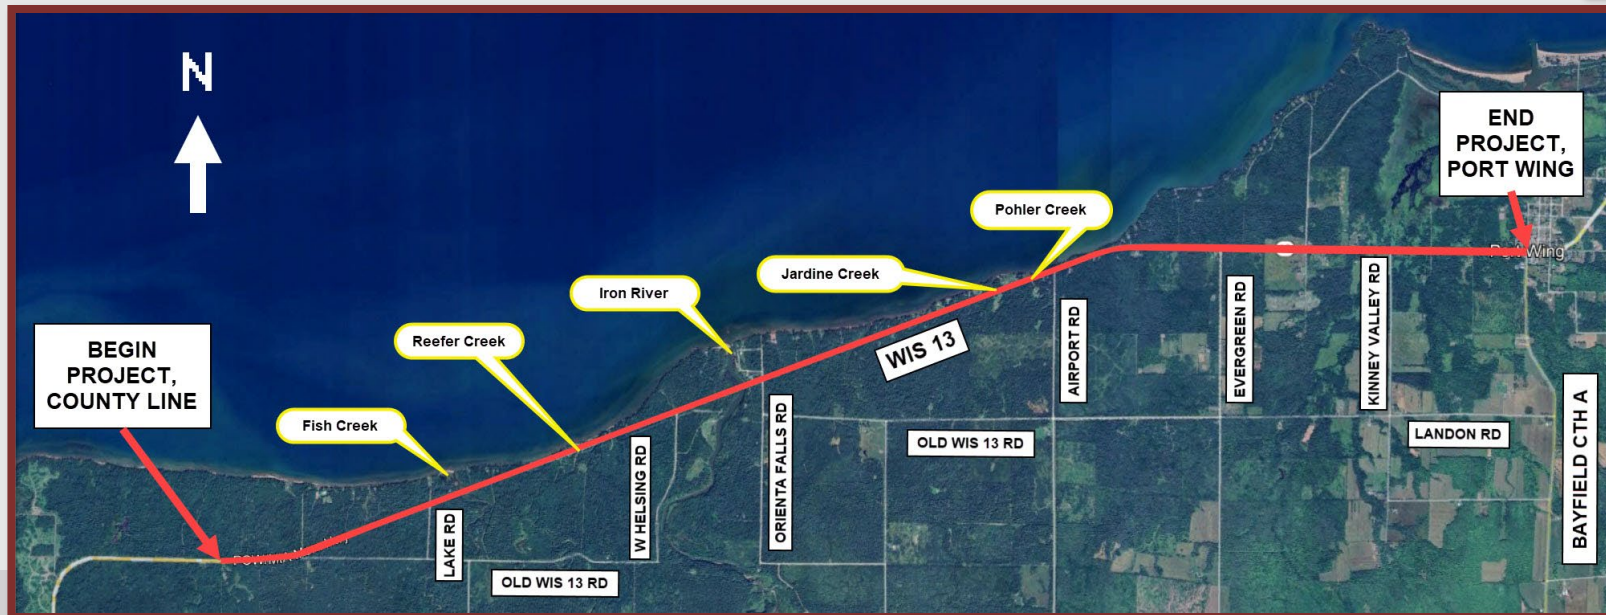 N
END
PROJECT,
PORT WING
Pohler Creek
Jardine Creek
Iron River
Port Wing
Reefer Creek
BEGIN
PROJECT,
COUNTY LINE
WIS 13
AIRPORT RD
EVERGREEN RD
KINNEY VALLEY RD
Fish Creek
ORIENTA FALLS RD
OLD WIS 13 RD
LANDON RD
BAYFIELD CTH A
W HELSING RD
LAKE RD
OLD WIS 13 RD